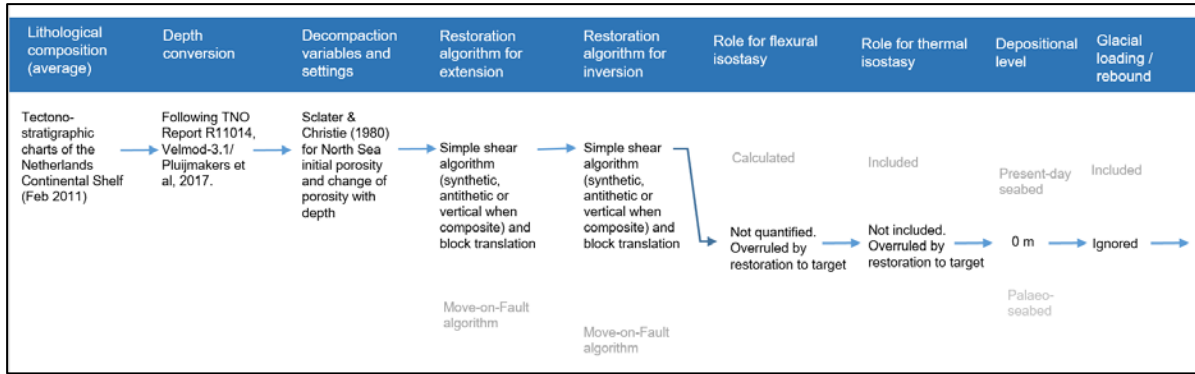 Lithological
composition
(average)
Depth
conversion
Decompaction
variables and
settings
Restoration
algorithm for
extension
Restoration
algorithm for
inversion
Role for flexural
isostasy
Role for thermal
isostasy
Depositional
level
Glacial
loading /
rebound
Tectono-
stratigraphic
charts of the
Netherlands
Continental Shelf
(Feb 2011)
Following TNO
Report R11014,
Velmod-3.1/
Pluijmakers et
al, 2017.
Sclater &
Christie (1980)
for North Sea
initial porosity
and change of
porosity with
depth
Simple shear
algorithm
(synthetic,
antithetic or
vertical when
composite) and
block translation
Move-on-Fault
algorithm
Simple shear
algorithm
(synthetic,
antithetic or
vertical when
composite) and
block translation
Move-on-Fault
algorithm
Calculated
Not quantified.
Overruled by
restoration to target
Included
Not included.
Overruled by
restoration to target
Present-day
seabed
0 m
Palaeo-
seabed
Included
Ignored